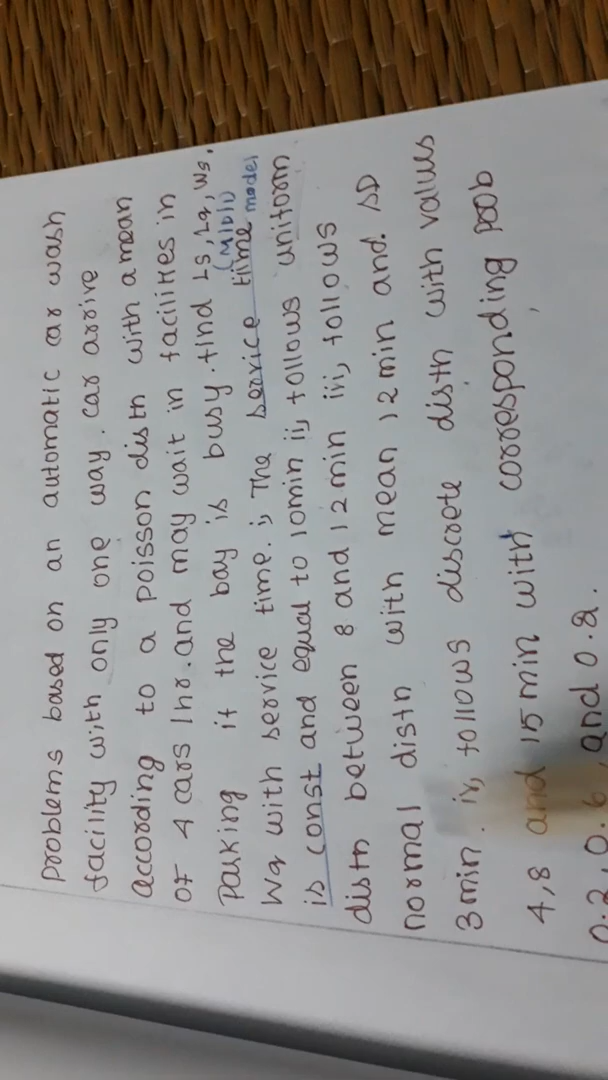 problems based on an automatic car wash
facility with only one way. car arrive
According to a poisson distn with a mean
of 4 cars 1hr. and may wait in facilities in
Parking if the bay is busy. find Ls, Lq, Ws,
(M/D/1)
Wq with service time. i, The service tiime model
is const and equal to 10min ii, follows uniform
distn between 8 and 12 min iii, follows
normal distn with mean 12 min and SD
3min. iv, follows discrete distn with values
4,8 and 15 min with corresponding prob
0.2, 0.6, and 0.2.